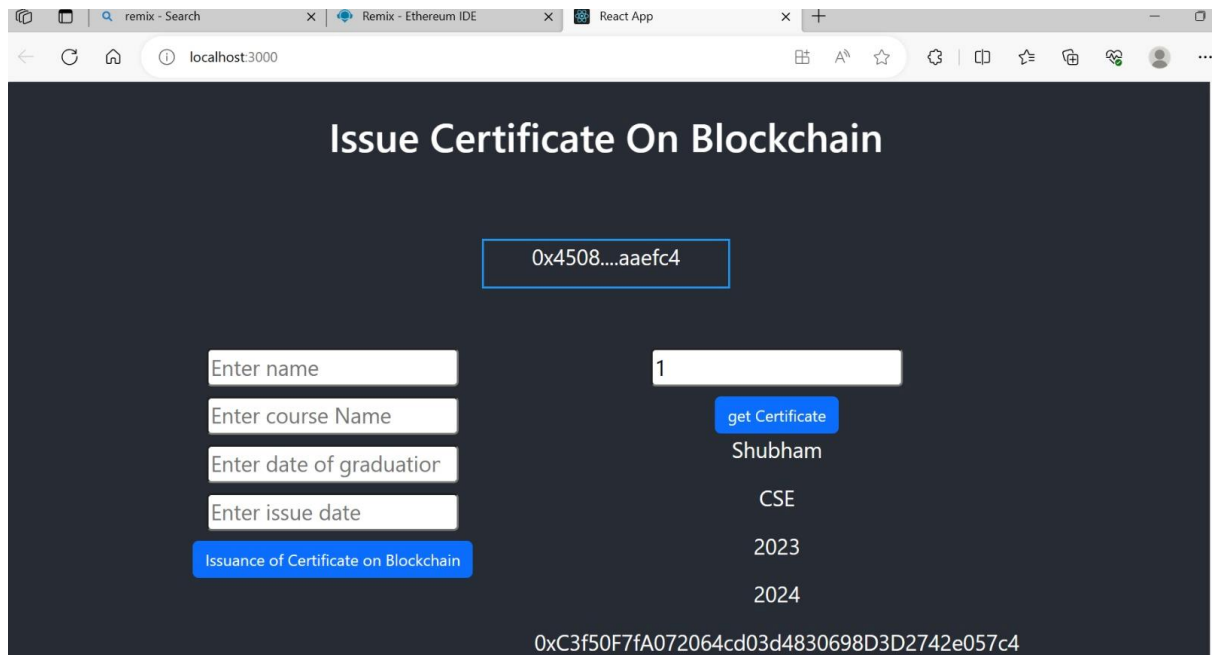 remix - Search
Remix - Ethereum IDE
React App
localhost:3000
Issue Certificate On Blockchain
0x4508....aaefc4
Enter name
Enter course Name
Enter date of graduation
Enter issue date
Issuance of Certificate on Blockchain
1
get Certificate
Shubham
CSE
2023
2024
0xC3f50F7fA072064cd03d4830698D3D2742e057c4